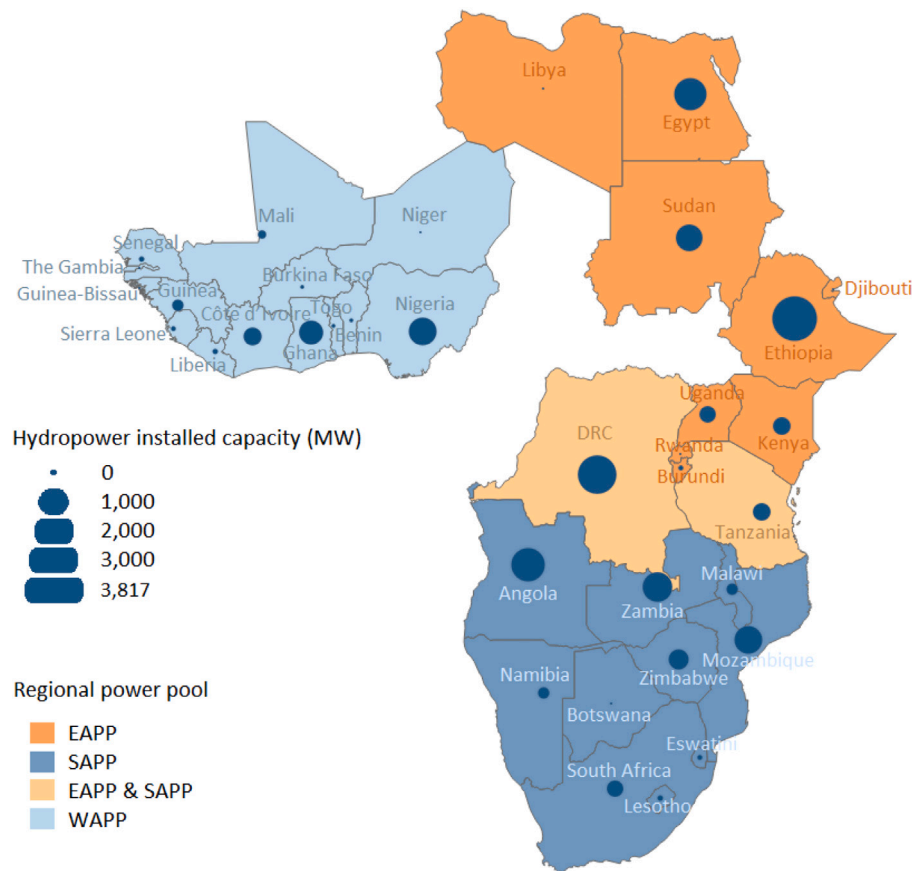 Libya
Egypt
Mali
Niger
Sudan
Sénégal
The Gambia
Burkina Faso
Djibouti
Guinea-Bissau
Guinea
Nigeria
Togo
Côte d'Ivoire
Sierra Leone
Benin
Ghana
Ethiopia
Liberia
Uganda
Hydropower installed capacity (MW)
0
1,000
2,000
3,000
3,817
DRC
Kenya
Rwanda
Burundi
Tanzania
Malawi
Angola
Zambia
Mozambique
Namibia
Zimbabwe
Botswana
Eswatini
South Africa
Lesotho
Regional power pool
EAPP
SAPP
EAPP & SAPP
WAPP